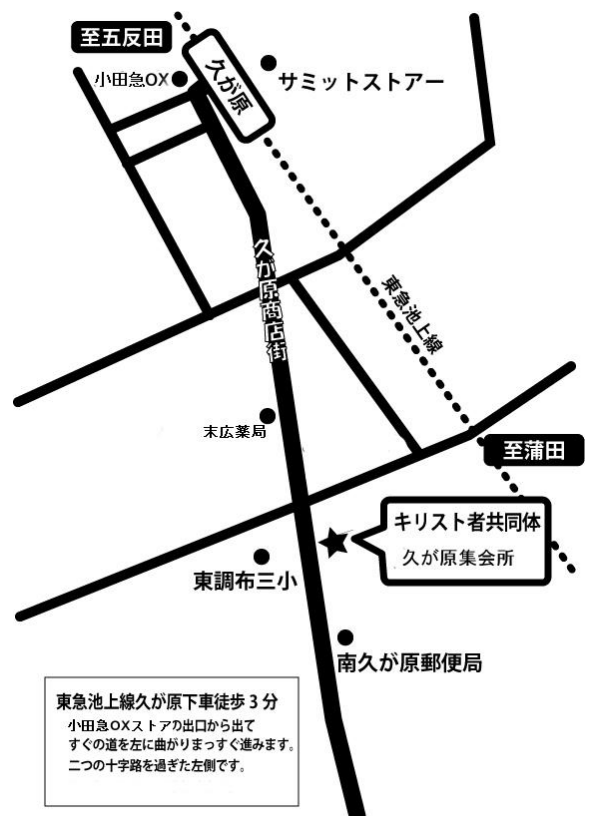 至五反田
小田急OX
久が原
サミットストアー
久が原商店街
東急池上線
末広薬局
至蒲田
キリスト者共同体
久が原集会所
東調布三小
南久が原郵便局
東急池上線久が原下車徒歩3分
小田急OXストアの出口から出て
すぐの道を左に曲がりまっすぐ進みます。
二つの十字路を過ぎた左側です。